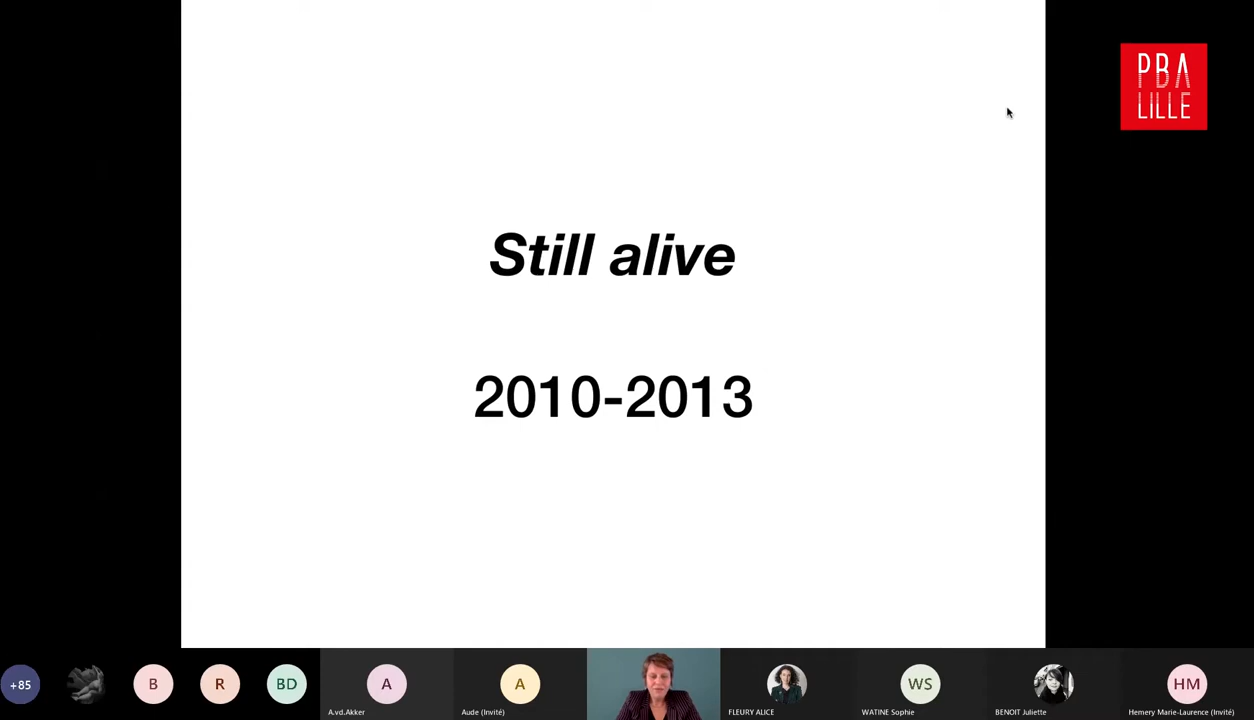 PBA
LILLE
Still alive
2010-2013
+85
B
R
BD
A
A.vd.Akker
A
Aude (Invité)
FLEURY ALICE
WS
WATINE Sophie
BENOIT Juliette
HM
Hemery Marie-Laurence (Invité)